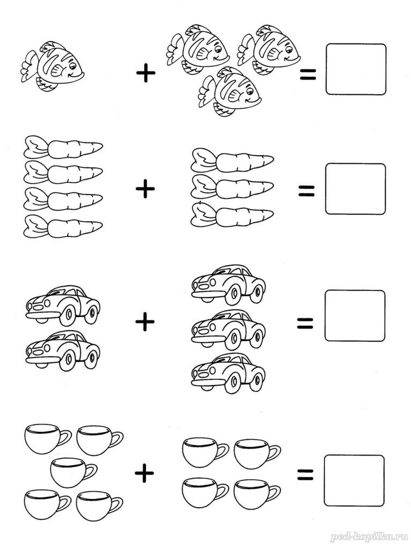 + =
+ =
+ =
+ =
ped-kopilka.ru